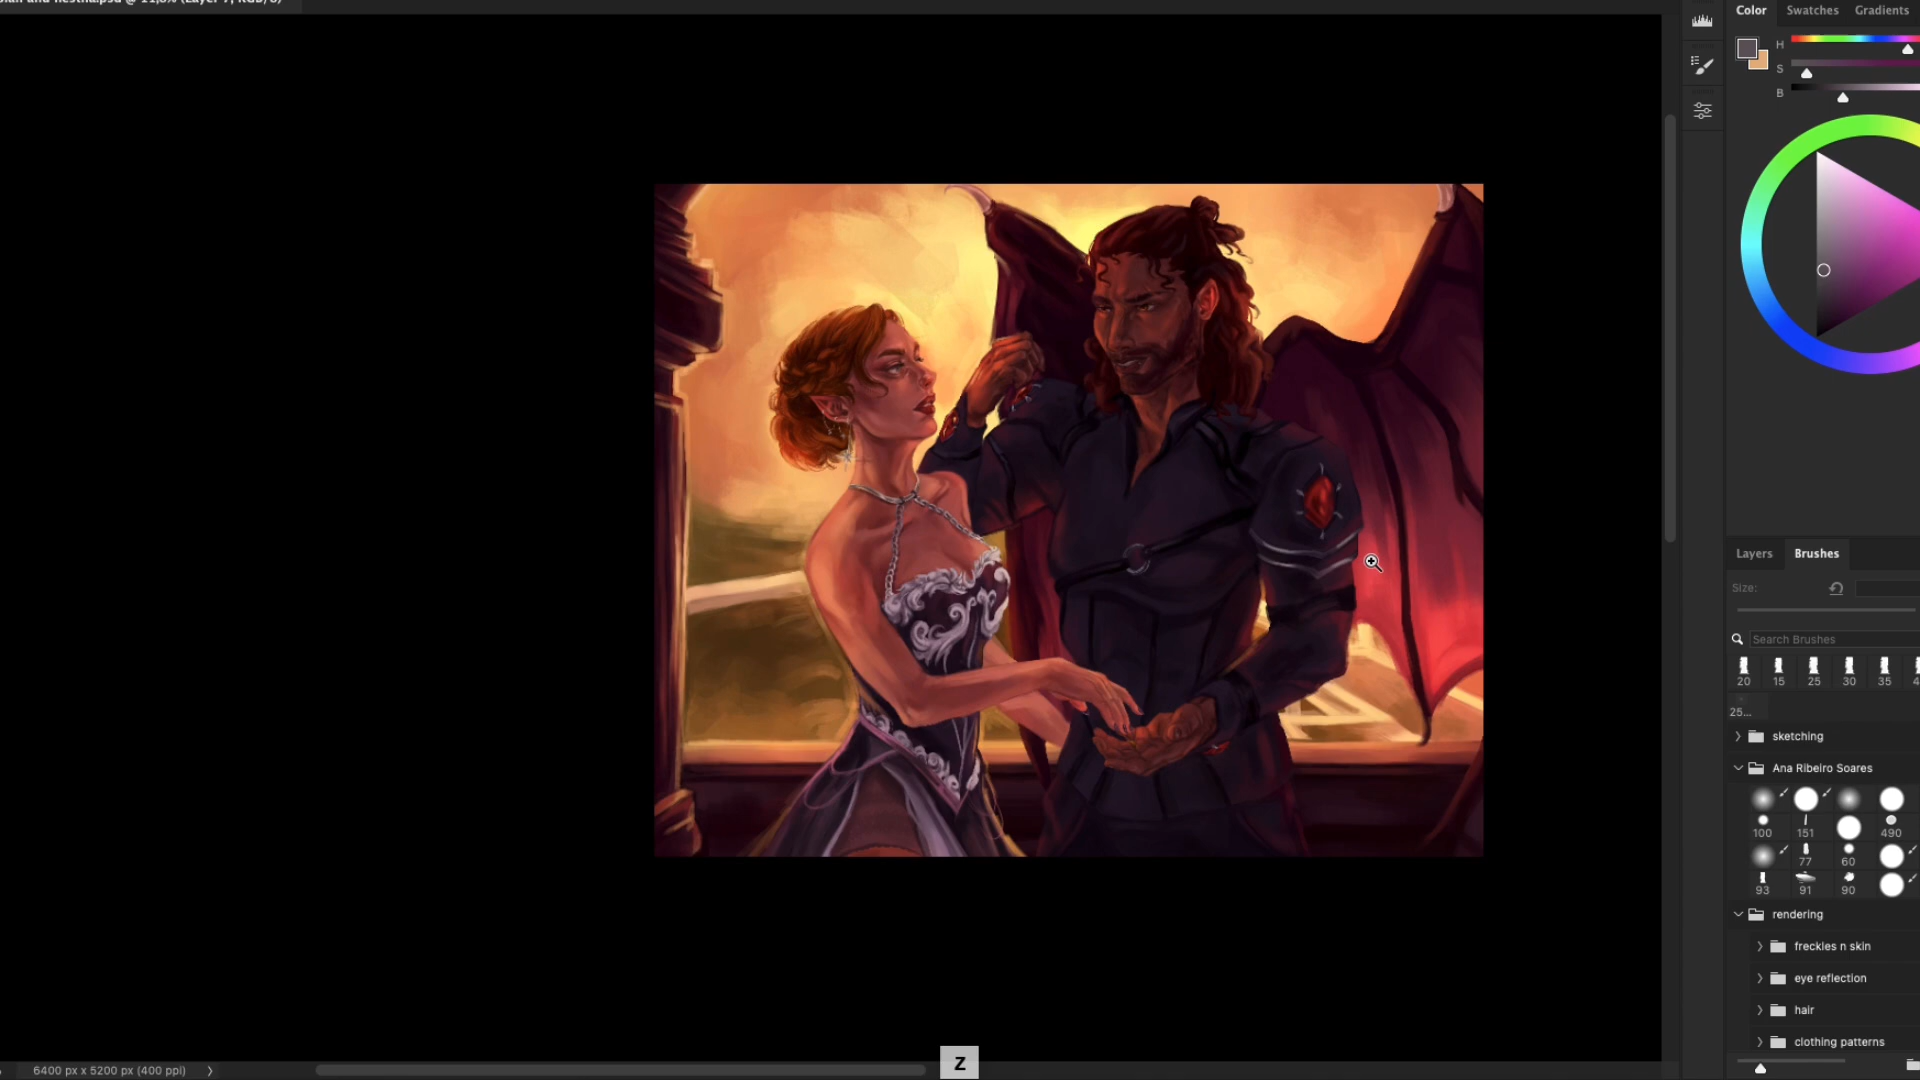 Color Swatches Gradients
H
S
B
Layers Brushes
Size:
Search Brushes
20 15 25 30 35
25...
sketching
Ana Ribeiro Soares
100 151 490
77 60
93 91 90
rendering
freckles n skin
eye reflection
hair
clothing patterns
6400 px x 5200 px (400 ppi)
Z